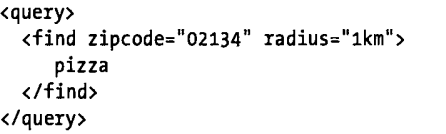 <query>
  <find zipcode="02134" radius="1km">
    pizza
  </find>
</query>